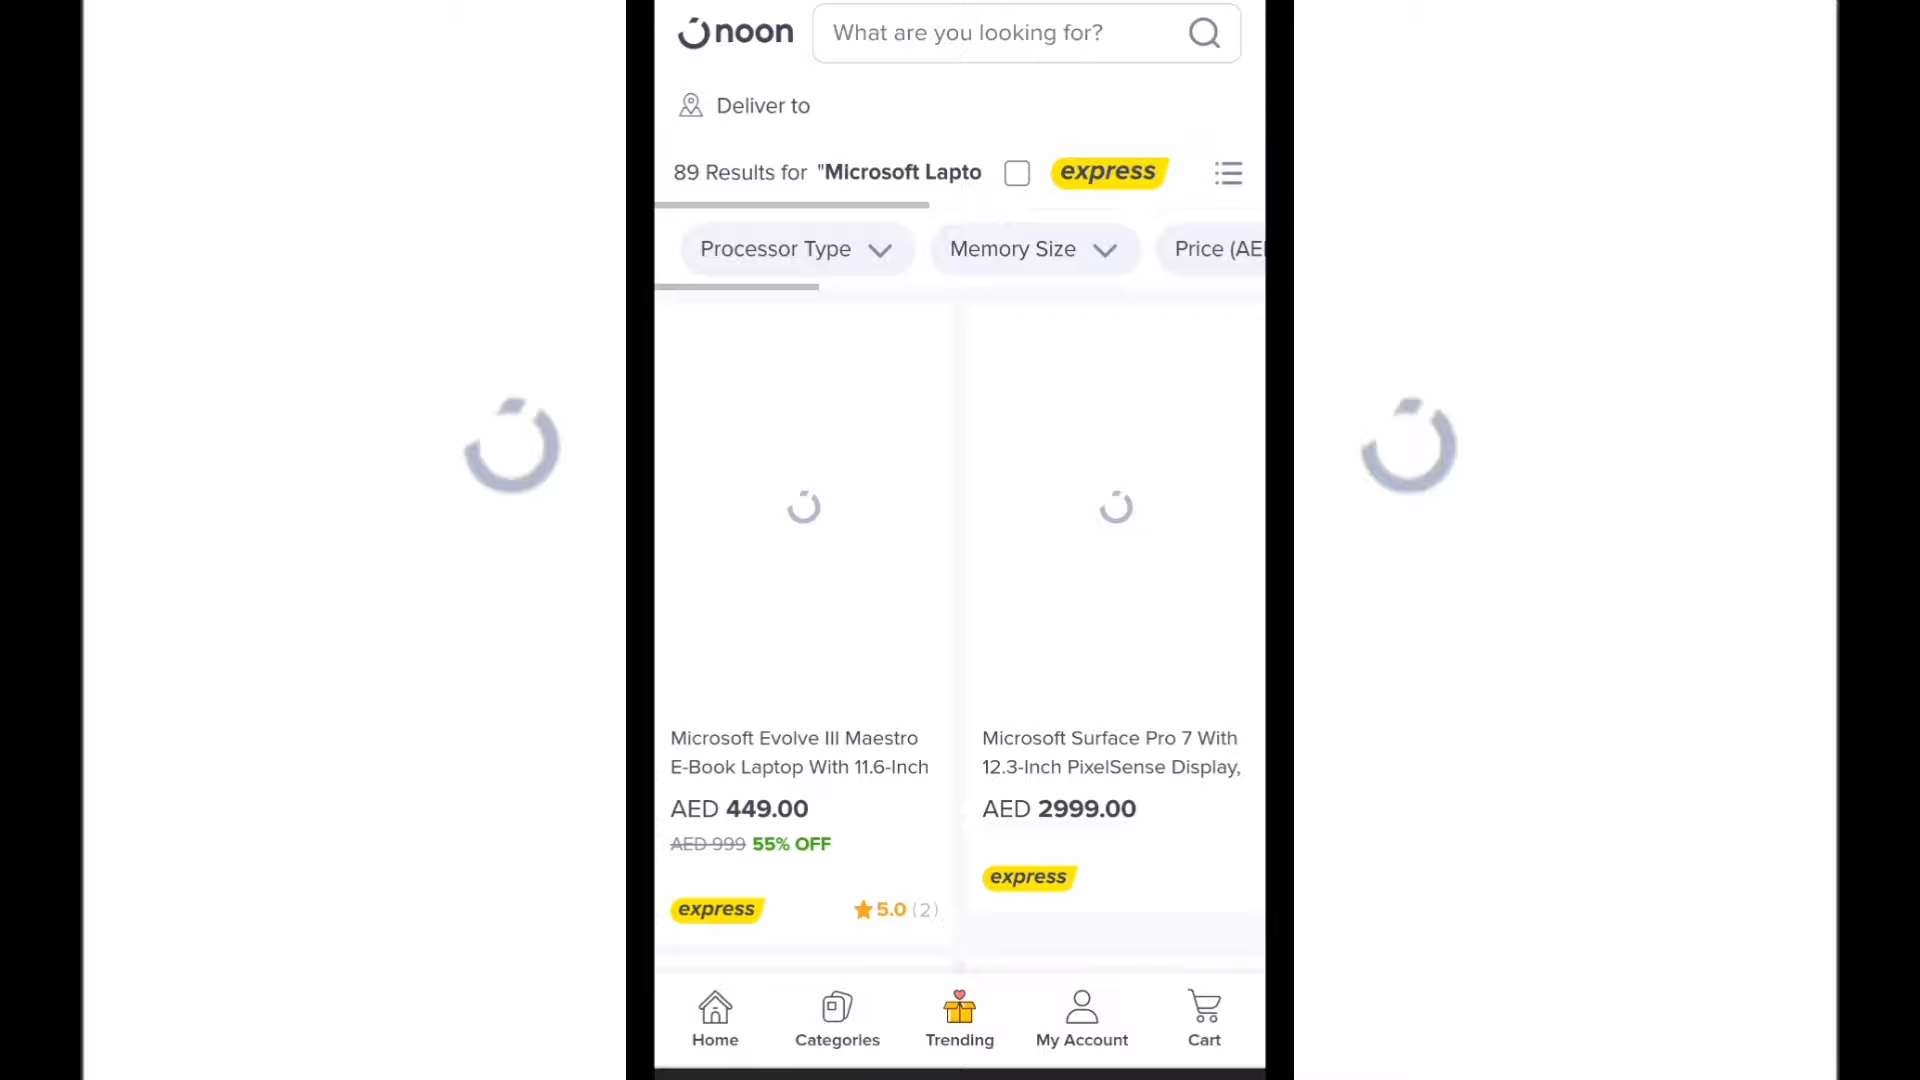 noon
What are you looking for?
Deliver to
89 Results for "Microsoft Lapto
express
Processor Type
Memory Size
Price (AE
Microsoft Evolve III Maestro
E-Book Laptop With 11.6-Inch
AED 449.00
AED 999 55% OFF
express
5.0 (2)
Microsoft Surface Pro 7 With
12.3-Inch PixelSense Display,
AED 2999.00
express
Home
Categories
Trending
My Account
Cart